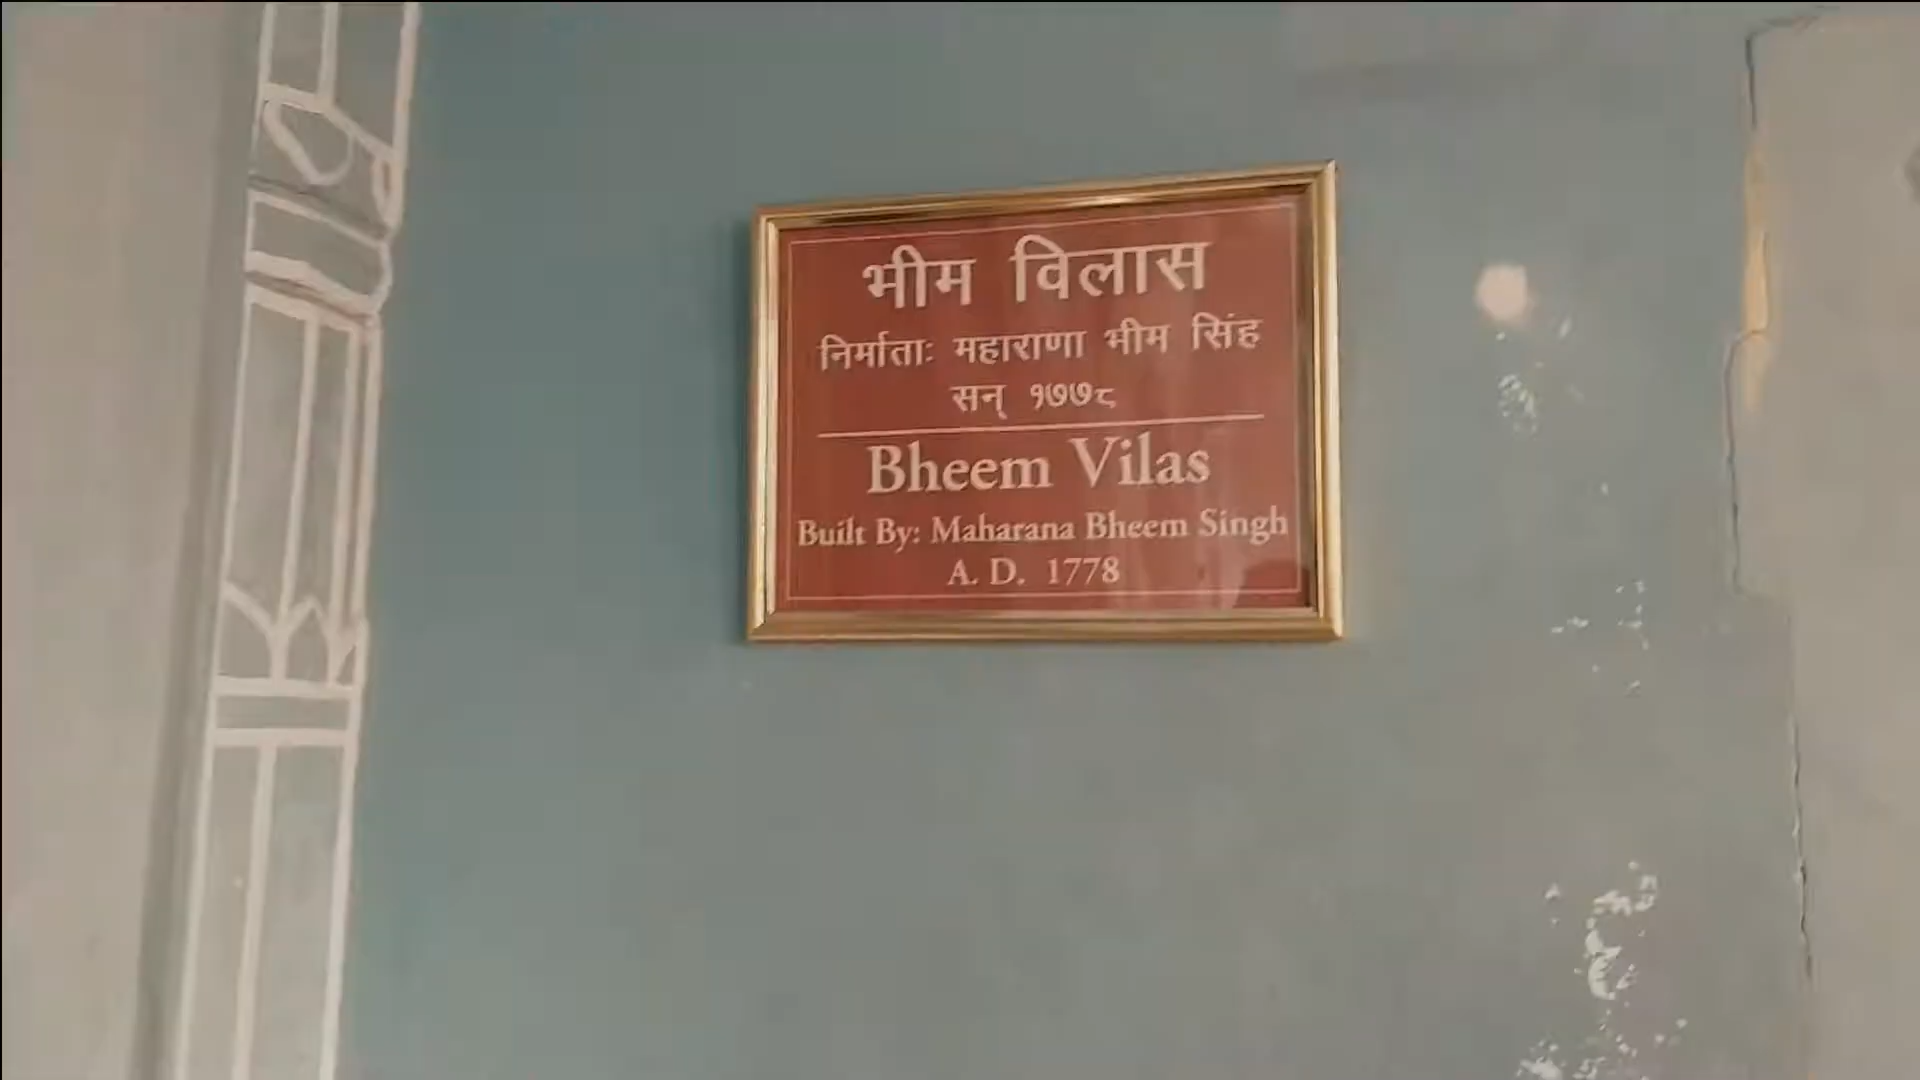 भीम विलास
निर्माताः महाराणा भीम सिंह
सन् १७७८
Bheem Vilas
Built By: Maharana Bheem Singh
A. D. 1778